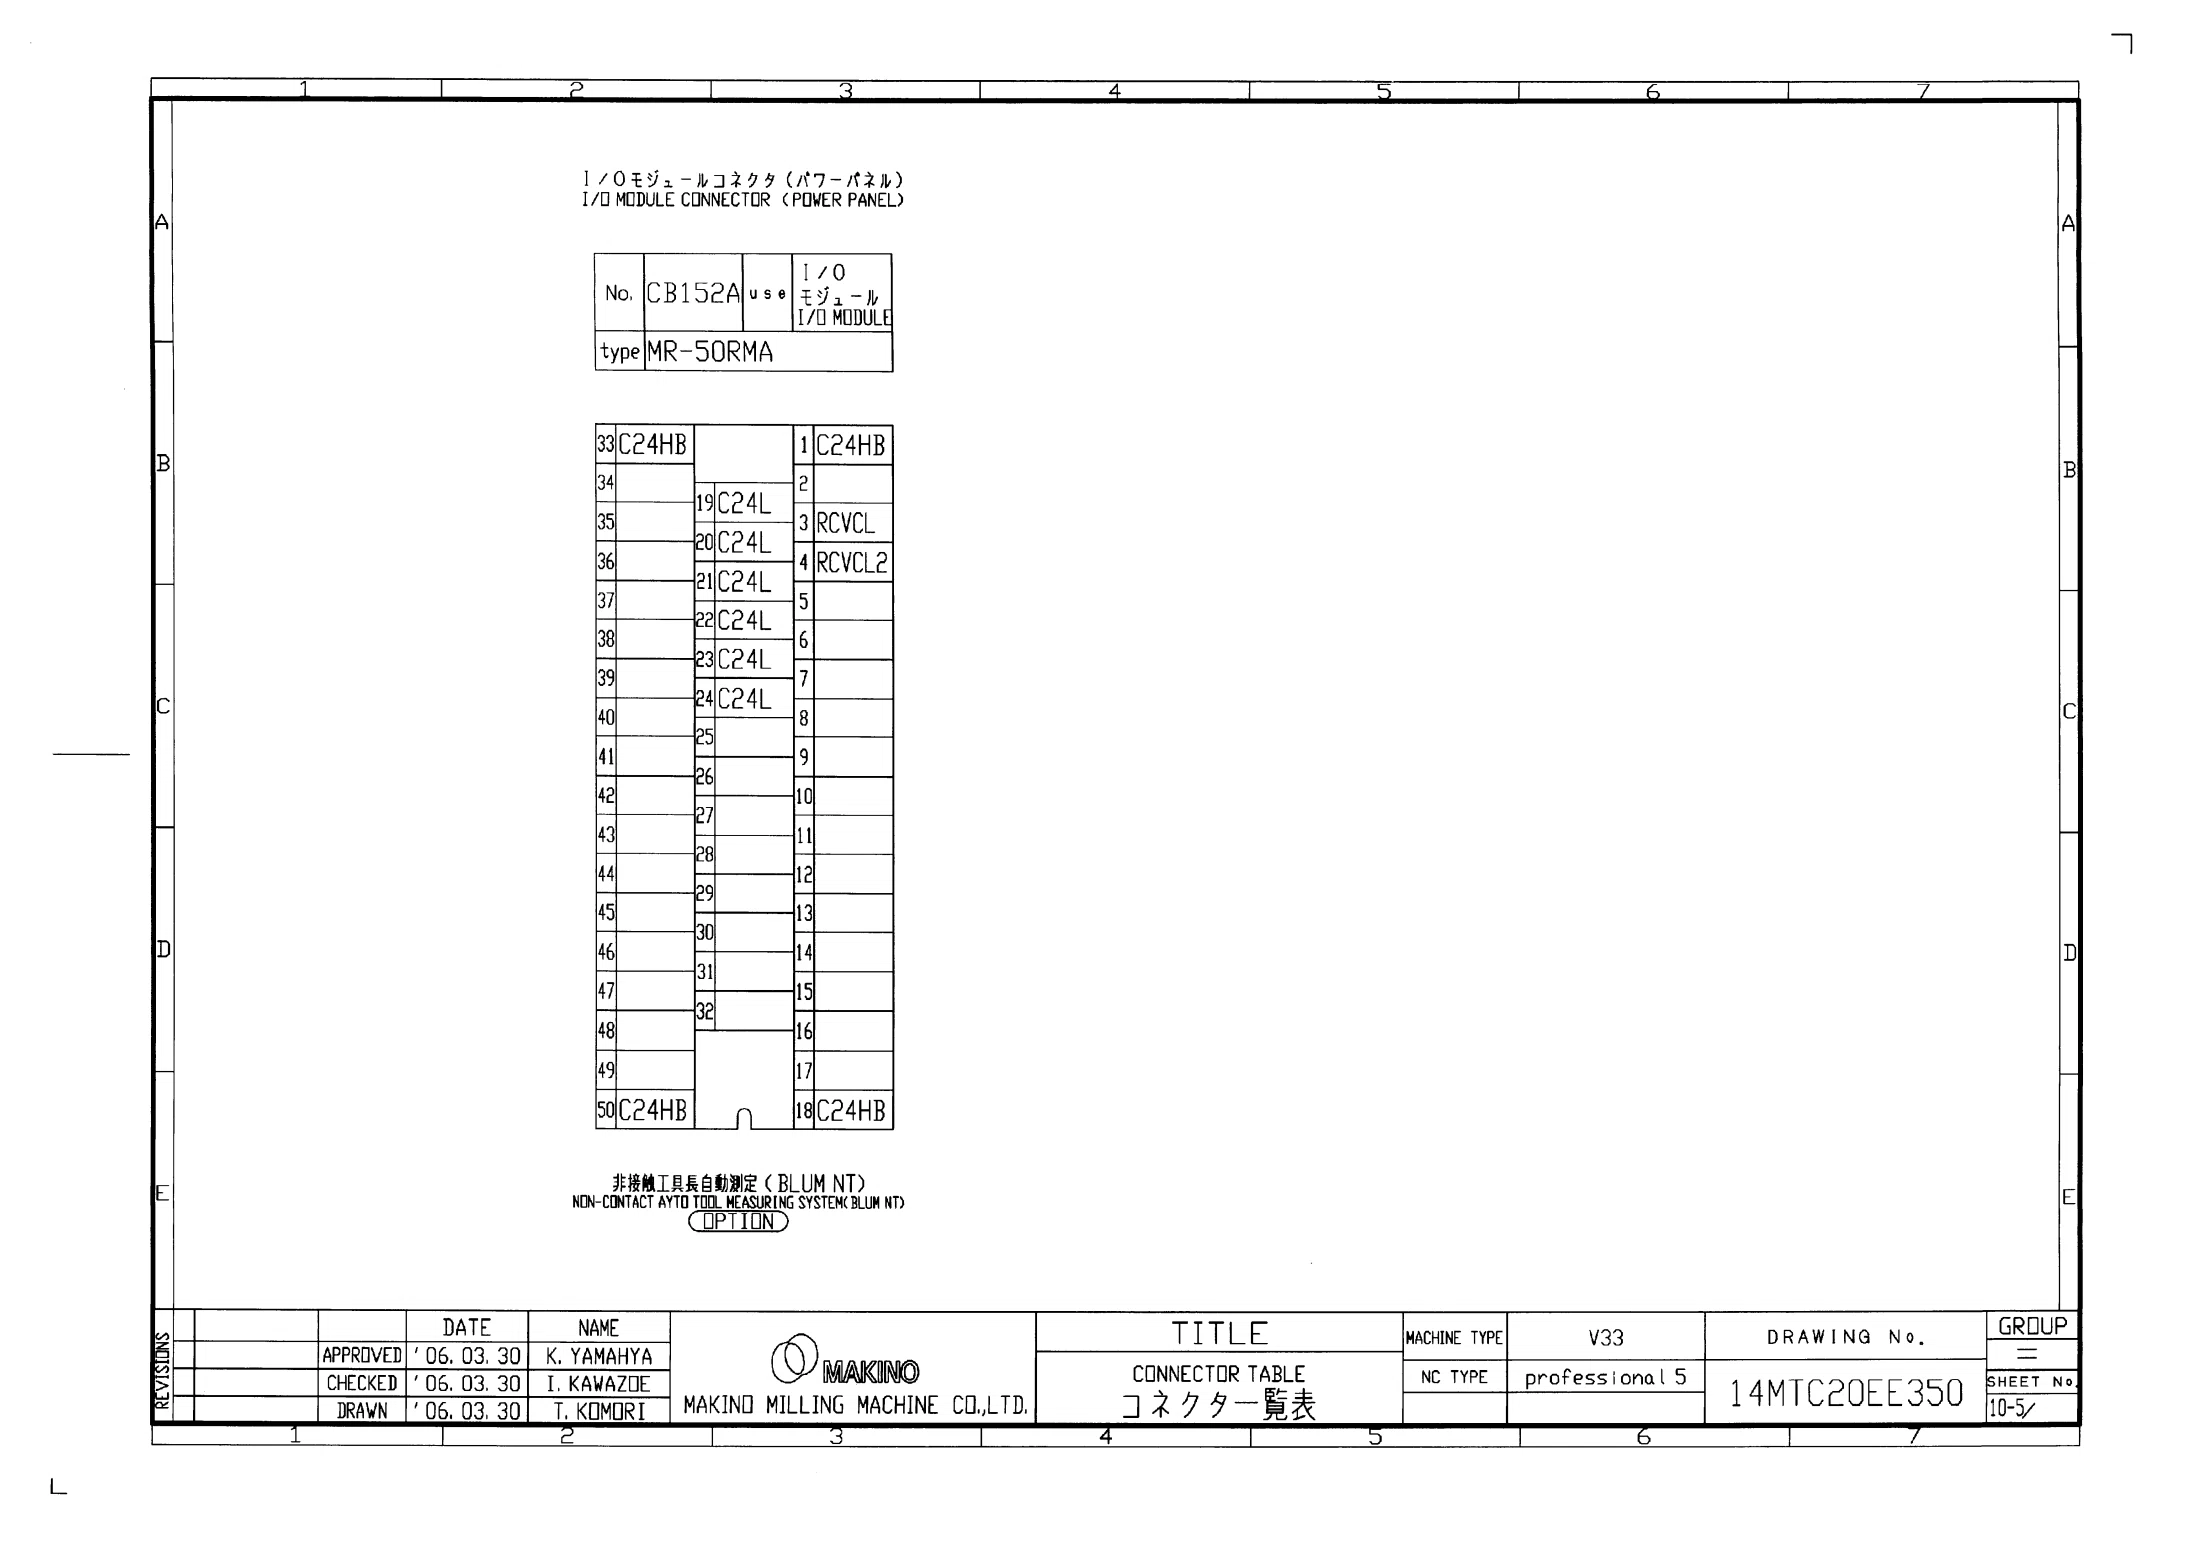 1 2 3 4 5 6 7
A A
B B
C C
D D
E E
I/Oモジュールコネクタ(パワーパネル)
I/O MODULE CONNECTOR (POWER PANEL)
No. CB152A use I/O
モジュール
I/O MODULE
type MR-50RMA
33 C24HB 1 C24HB
34 2
19 C24L
35 3 RCVCL
20 C24L
36 4 RCVCL2
21 C24L
37 5
22 C24L
38 6
23 C24L
39 7
24 C24L
40 8
25
41 9
26
42 10
27
43 11
28
44 12
29
45 13
30
46 14
31
47 15
32
48 16
49 17
50 C24HB 18 C24HB
非接触工具長自動測定(BLUM NT)
NON-CONTACT AYTO TOOL MEASURING SYSTEM(BLUM NT)
OPTION
REVISIONS
DATE NAME
APPROVED '06.03.30 K. YAMAHYA
CHECKED '06.03.30 I. KAWAZOE
DRAWN '06.03.30 T. KOMORI
MAKINO
MAKINO MILLING MACHINE CO.,LTD.
TITLE
CONNECTOR TABLE
コネクタ一覧表
MACHINE TYPE V33
NC TYPE professional 5
DRAWING No.
14MTC20EE350
GROUP
=
SHEET No.
10-5/
1 2 3 4 5 6 7